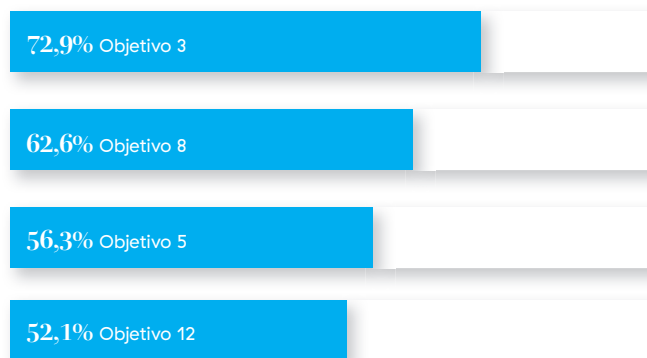 72,9% Objetivo 3
62,6% Objetivo 8
56,3% Objetivo 5
52,1% Objetivo 12